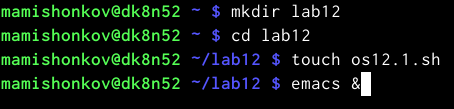 mamishonkov@dk8n52 ~ $ mkdir lab12
mamishonkov@dk8n52 ~ $ cd lab12
mamishonkov@dk8n52 ~/lab12 $ touch os12.1.sh
mamishonkov@dk8n52 ~/lab12 $ emacs &